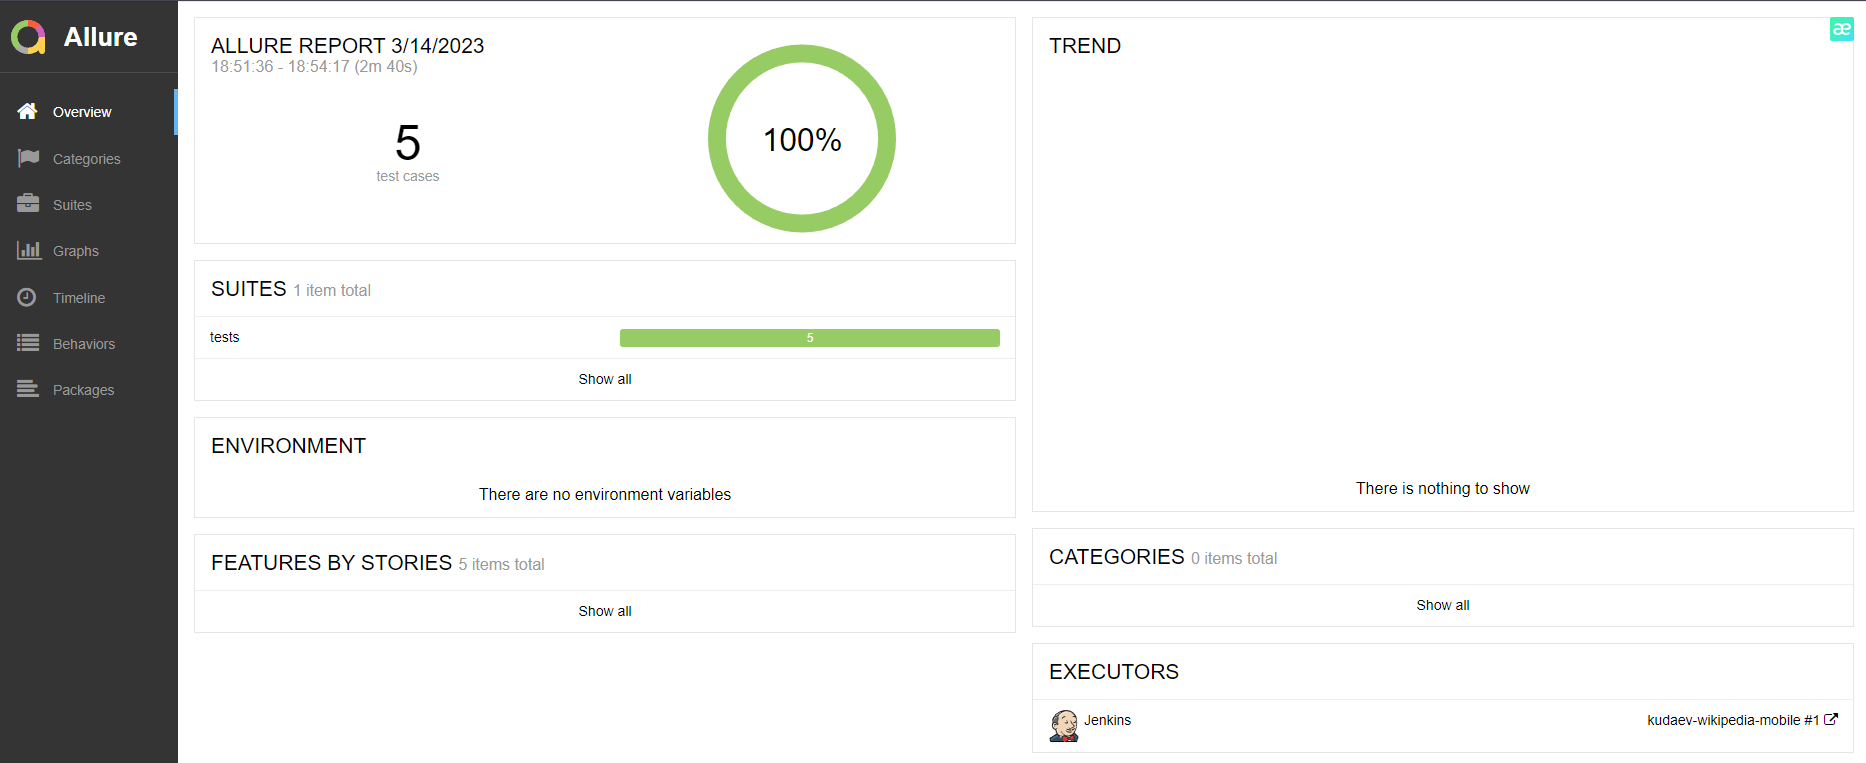 Allure
Overview
Categories
Suites
Graphs
Timeline
Behaviors
Packages
ALLURE REPORT 3/14/2023
18:51:36 - 18:54:17 (2m 40s)
5
test cases
100%
SUITES 1 item total
tests 5
Show all
ENVIRONMENT
There are no environment variables
FEATURES BY STORIES 5 items total
Show all
TREND
æ
There is nothing to show
CATEGORIES 0 items total
Show all
EXECUTORS
Jenkins kudaev-wikipedia-mobile #1